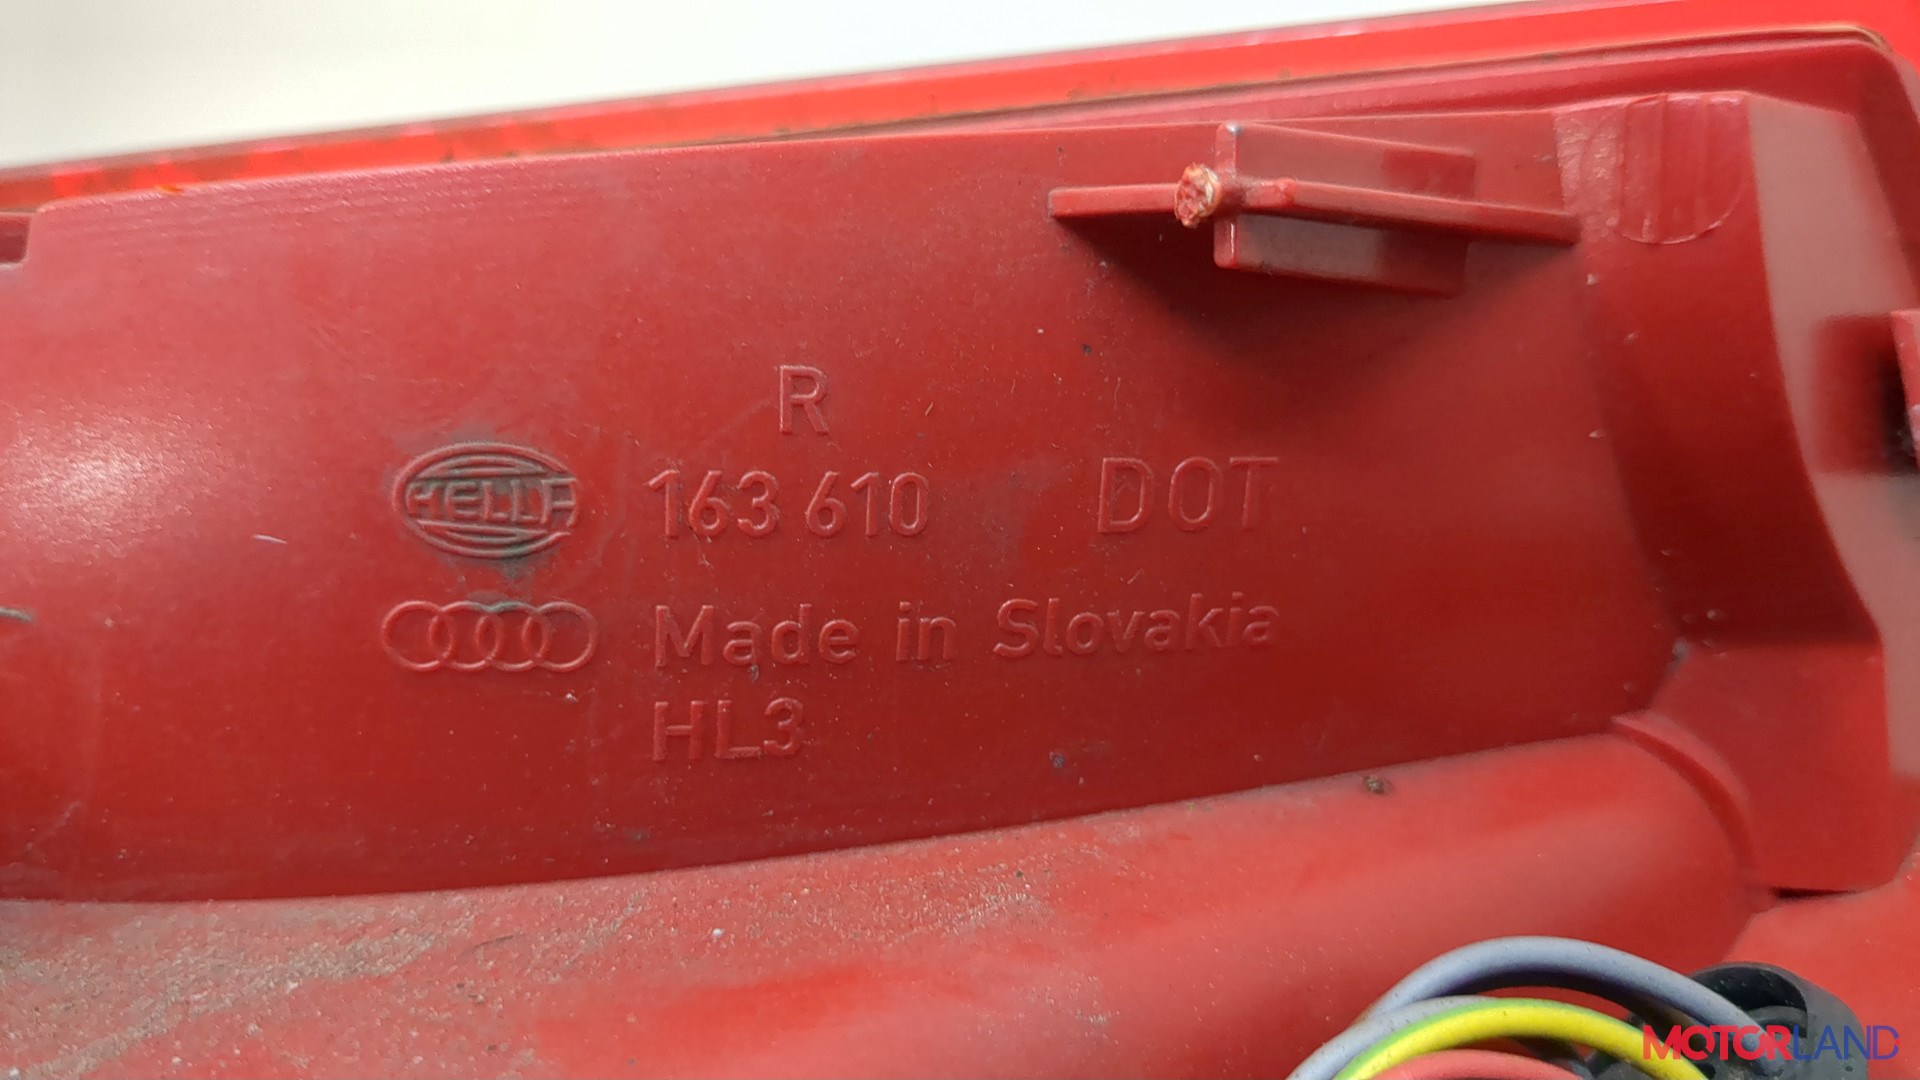 R
HELLA 163 610 DOT
Made in Slovakia
HL3
MOTORLAND